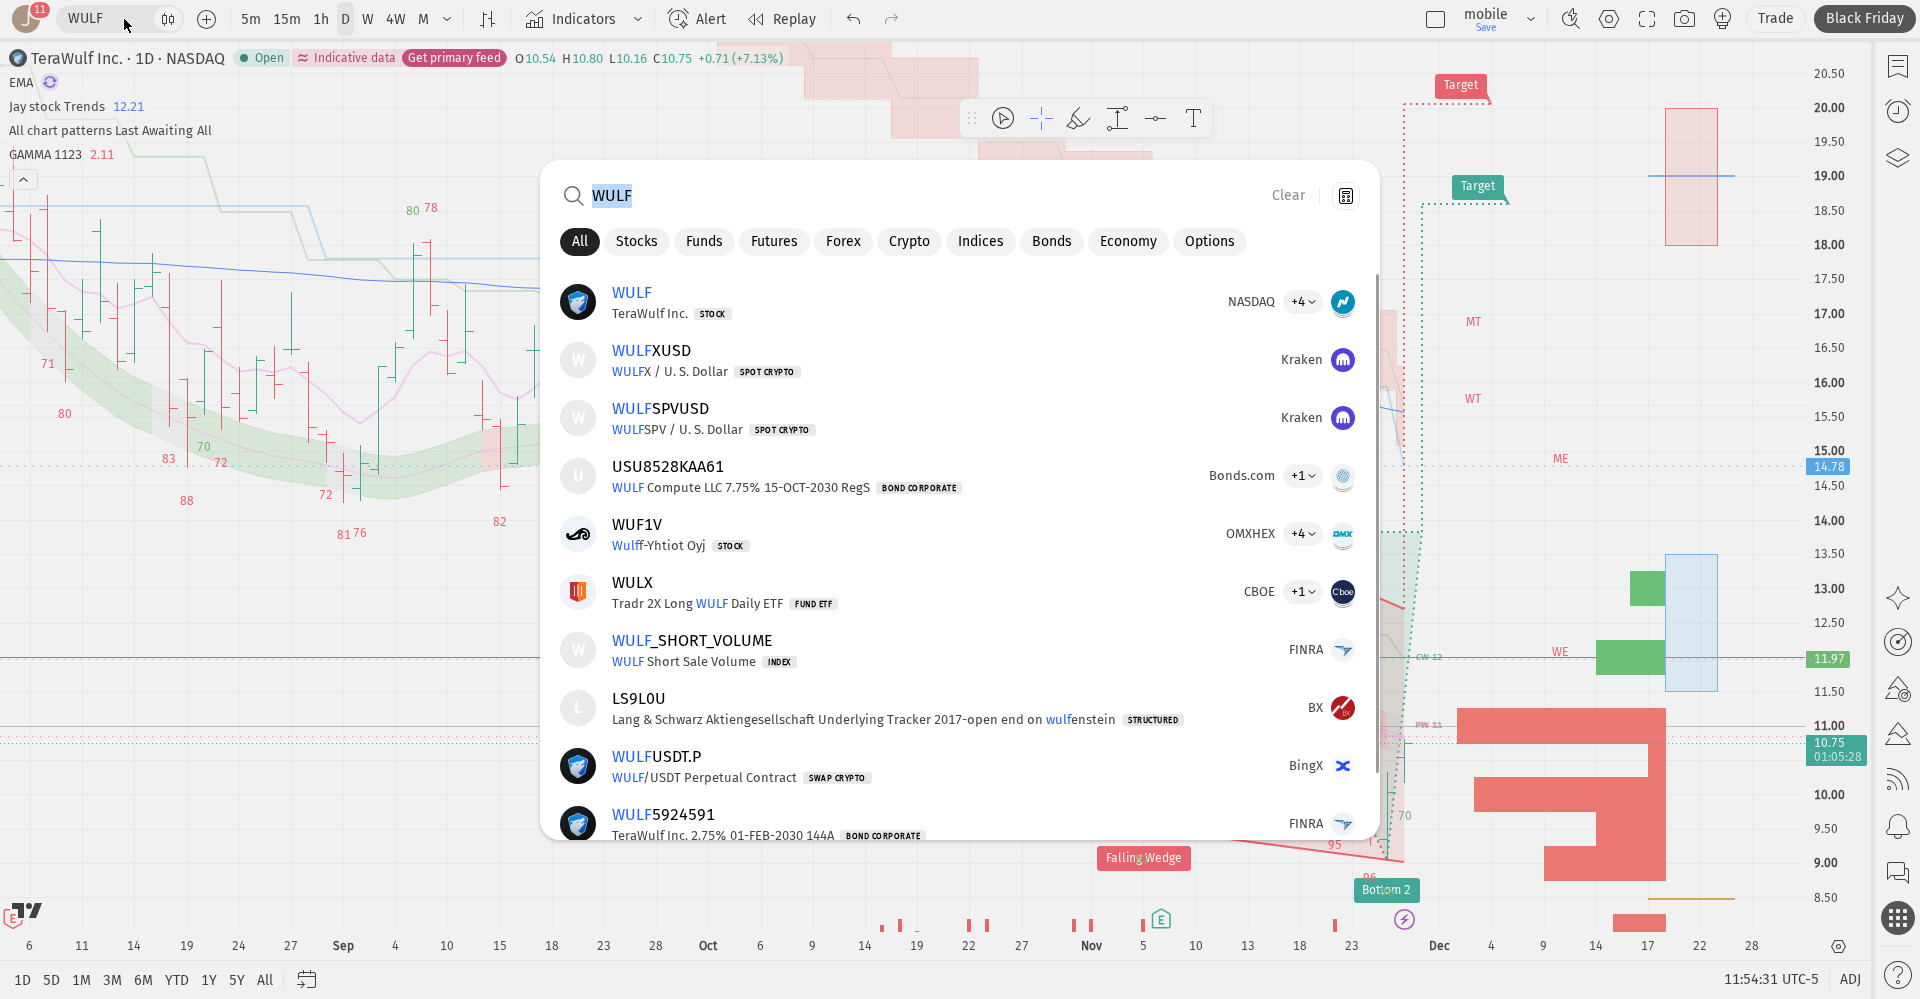 J 11 WULF 5m 15m 1h D W 4W M Indicators Alert Replay mobile Save Trade Black Friday
TeraWulf Inc. · 1D · NASDAQ Open Indicative data Get primary feed O10.54 H10.80 L10.16 C10.75 +0.71 (+7.13%)
EMA
Jay stock Trends 12.21
All chart patterns Last Awaiting All
GAMMA 1123 2.11
WULF Clear
All Stocks Funds Futures Forex Crypto Indices Bonds Economy Options
WULF
TeraWulf Inc. STOCK
NASDAQ +4
WULFXUSD
WULFX / U. S. Dollar SPOT CRYPTO
W Kraken
WULFSPVUSD
WULFSPV / U. S. Dollar SPOT CRYPTO
W Kraken
USU8528KAA61
WULF Compute LLC 7.75% 15-OCT-2030 RegS BOND CORPORATE
U Bonds.com +1
WUF1V
Wulff-Yhtiot Oyj STOCK
OMXHEX +4 OMX
WULX
Tradr 2X Long WULF Daily ETF FUND ETF
CBOE +1 Cboe
WULF_SHORT_VOLUME
WULF Short Sale Volume INDEX
W FINRA
LS9L0U
Lang & Schwarz Aktiengesellschaft Underlying Tracker 2017-open end on wulfenstein STRUCTURED
L BX
WULFUSDT.P
WULF/USDT Perpetual Contract SWAP CRYPTO
BingX
WULF5924591
TeraWulf Inc. 2.75% 01-FEB-2030 144A BOND CORPORATE
FINRA
80 78
71
80
83
70
72
88
72
81 76
82
Target
Target
MT
WT
ME
WE
CW 12
PW 11
70
95
96
Falling Wedge
Bottom 2
E
E
20.50
20.00
19.50
19.00
18.50
18.00
17.50
17.00
16.50
16.00
15.50
15.00
14.78
14.50
14.00
13.50
13.00
12.50
11.97
11.50
11.00
10.75
01:05:28
10.00
9.50
9.00
8.50
6 11 14 19 24 27 Sep 4 10 15 18 23 28 Oct 6 9 14 19 22 27 Nov 5 10 13 18 23 Dec 4 9 14 17 22 28
1D 5D 1M 3M 6M YTD 1Y 5Y All 11:54:31 UTC-5 ADJ